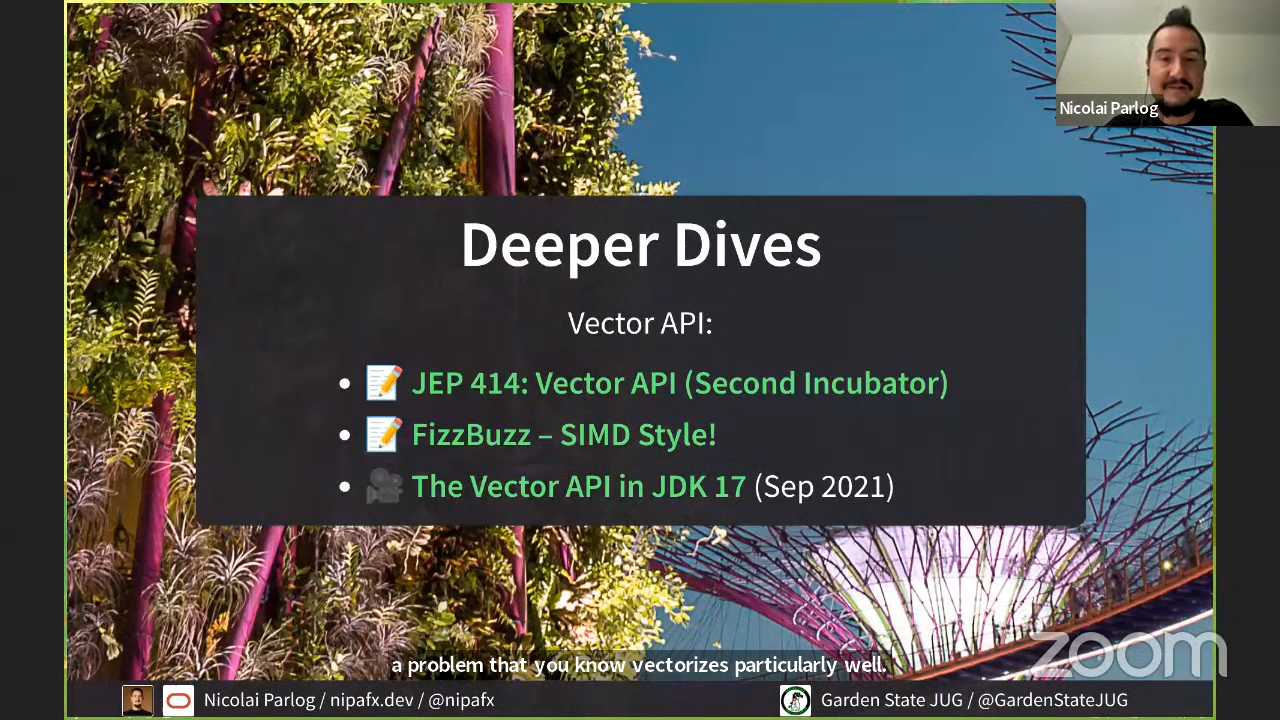 Nicolai Parlog
Deeper Dives
Vector API:
JEP 414: Vector API (Second Incubator)
FizzBuzz – SIMD Style!
The Vector API in JDK 17 (Sep 2021)
a problem that you know vectorizes particularly well.
zoom
Nicolai Parlog / nipafx.dev / @nipafx
Garden State JUG / @GardenStateJUG